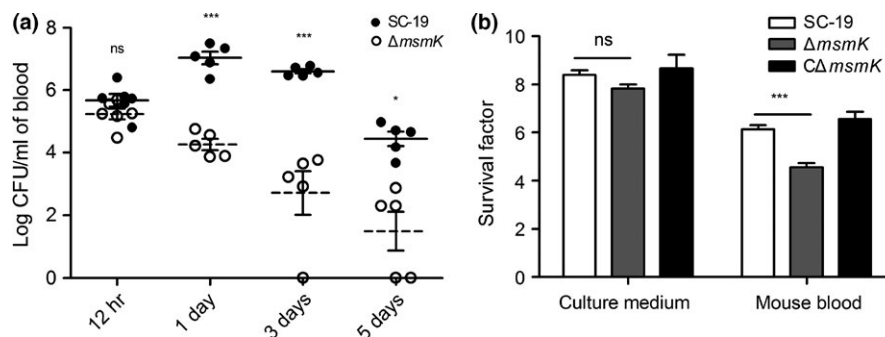 (a)
Log CFU/ml of blood
8
6
4
2
0
ns
***
***
*
SC-19
ΔmsmK
12 hr
1 day
3 days
5 days
(b)
Survival factor
10
8
6
4
2
0
ns
***
SC-19
ΔmsmK
CΔmsmK
Culture medium
Mouse blood